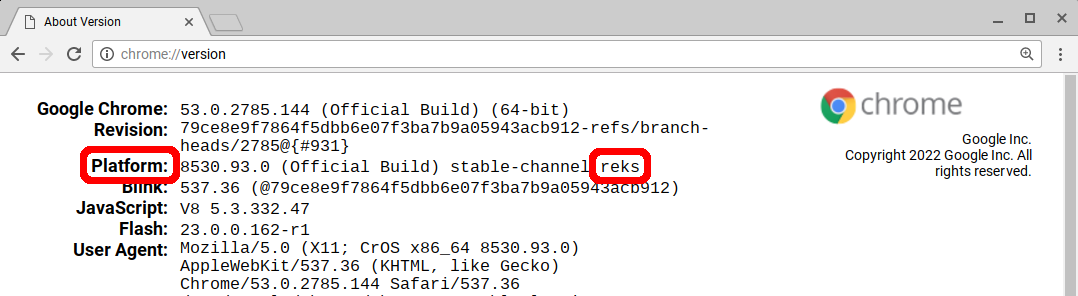 About Version
chrome://version
Google Chrome: 53.0.2785.144 (Official Build) (64-bit)
Revision: 79ce8e9f7864f5dbb6e07f3ba7b9a05943acb912-refs/branch-
heads/2785@{#931}
Platform: 8530.93.0 (Official Build) stable-channel reks
Blink: 537.36 (@79ce8e9f7864f5dbb6e07f3ba7b9a05943acb912)
JavaScript: V8 5.3.332.47
Flash: 23.0.0.162-r1
User Agent: Mozilla/5.0 (X11; CrOS x86_64 8530.93.0)
AppleWebKit/537.36 (KHTML, like Gecko)
Chrome/53.0.2785.144 Safari/537.36
chrome
Google Inc.
Copyright 2022 Google Inc. All
rights reserved.